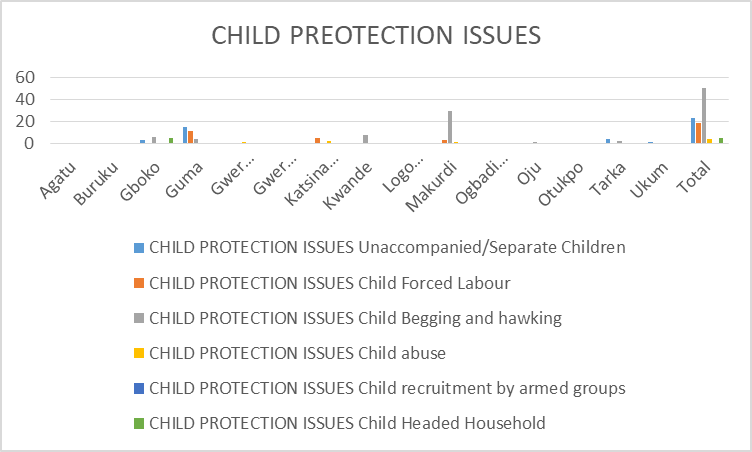 CHILD PREOTECTION ISSUES
60
40
20
0
Agatu
Buruku
Gboko
Guma
Gwer…
Gwer…
Katsina…
Kwande
Logo…
Makurdi
Ogbadi…
Oju
Otukpo
Tarka
Ukum
Total
CHILD PROTECTION ISSUES Unaccompanied/Separate Children
CHILD PROTECTION ISSUES Child Forced Labour
CHILD PROTECTION ISSUES Child Begging and hawking
CHILD PROTECTION ISSUES Child abuse
CHILD PROTECTION ISSUES Child recruitment by armed groups
CHILD PROTECTION ISSUES Child Headed Household